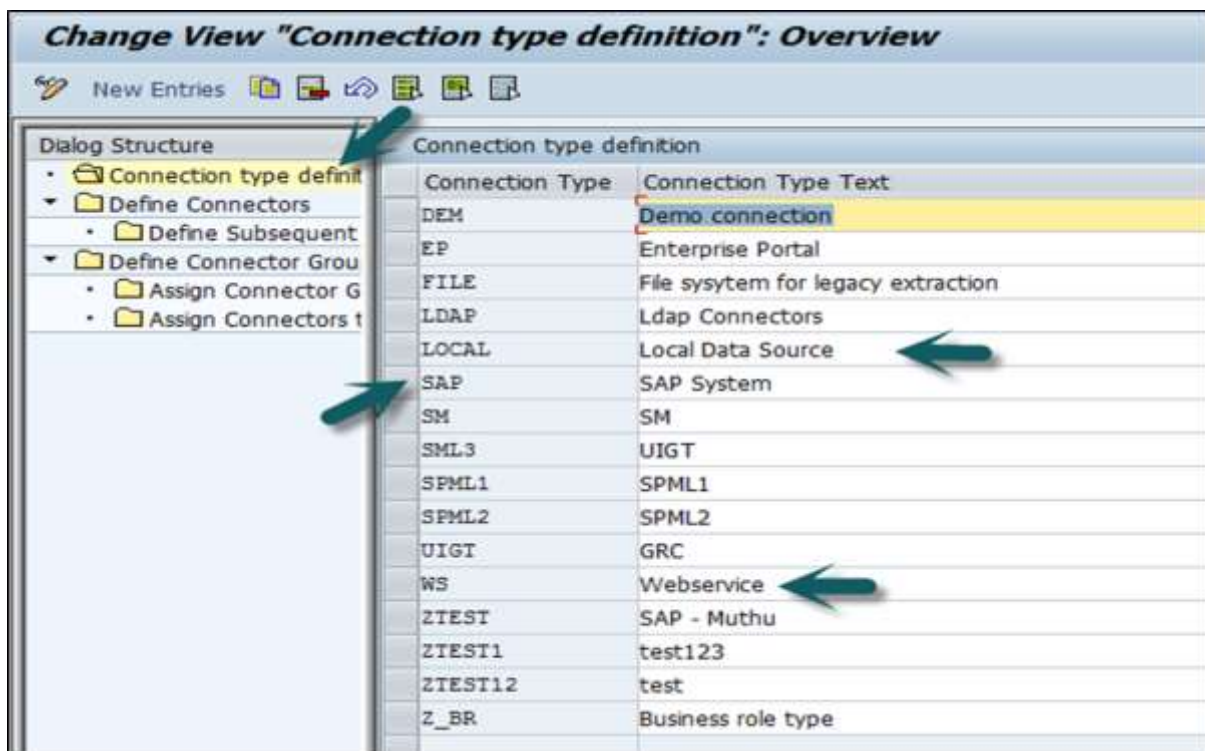 Change View "Connection type definition": Overview
New Entries
Dialog Structure
Connection type definit
Define Connectors
Define Subsequent
Define Connector Grou
Assign Connector G
Assign Connectors t
Connection type definition
Connection Type Connection Type Text
DEM Demo connection
EP Enterprise Portal
FILE File sysytem for legacy extraction
LDAP Ldap Connectors
LOCAL Local Data Source
SAP SAP System
SM SM
SML3 UIGT
SPML1 SPML1
SPML2 SPML2
UIGT GRC
WS Webservice
ZTEST SAP - Muthu
ZTEST1 test123
ZTEST12 test
Z_BR Business role type